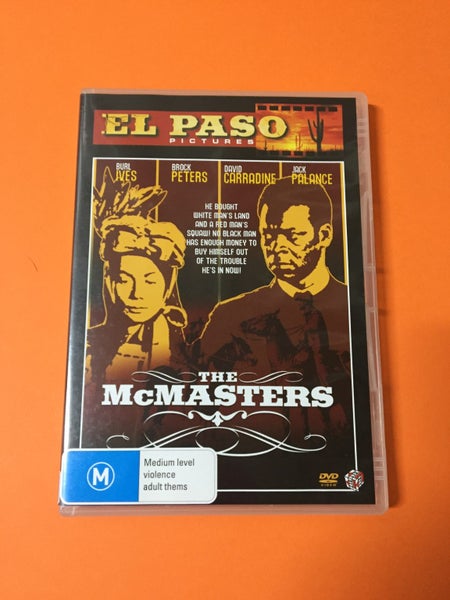 EL PASO
PICTURES
BURL IVES
BROCK PETERS
DAVID CARRADINE
JACK PALANCE
HE BOUGHT
WHITE MAN'S LAND
AND A RED MAN'S
SQUAW! NO BLACK MAN
HAS ENOUGH MONEY TO
BUY HIMSELF OUT
OF THE TROUBLE
HE'S IN NOW!
THE
McMASTERS
M
Medium level
violence
adult thems
DVD
VIDEO